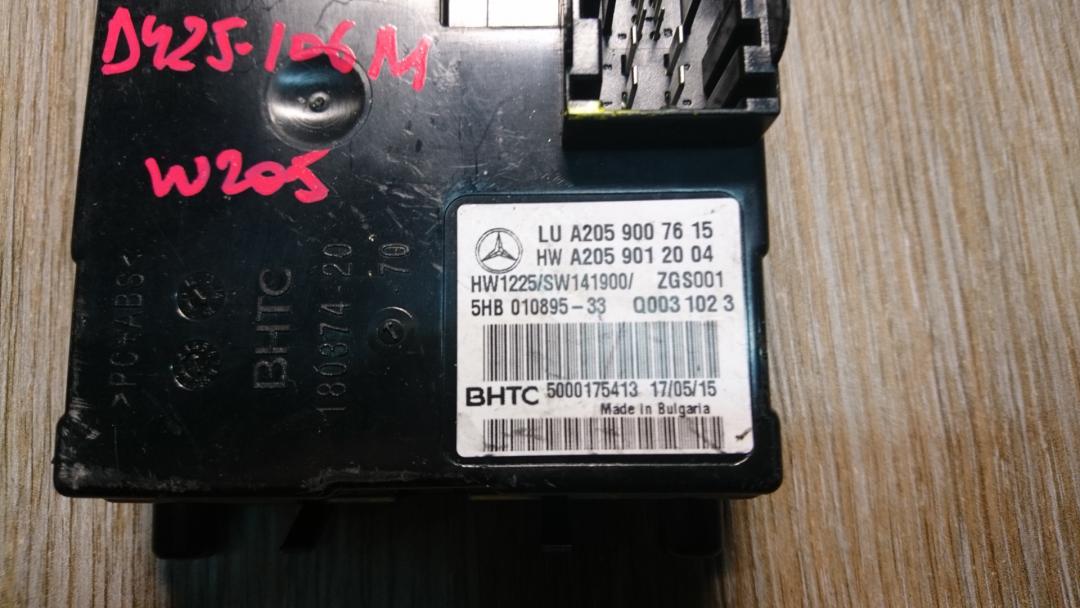 D425-106M
W205
>PC+ABS<
BHTC
180374-20
70
LU A205 900 76 15
HW A205 901 20 04
HW1225/SW141900/ ZGS001
5HB 010895-33 Q003 102 3
BHTC 5000175413 17/05/15
Made in Bulgaria